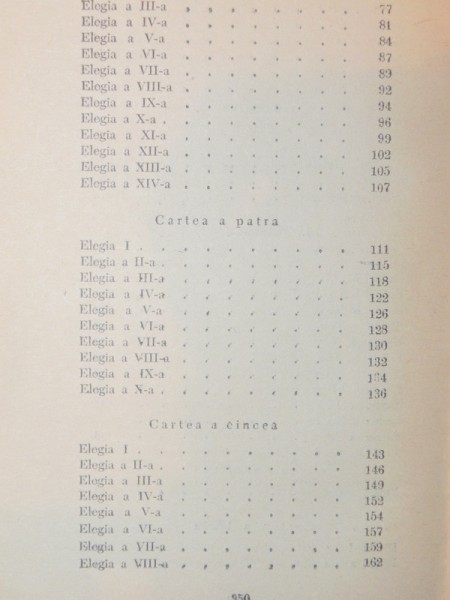 Elegia a III-a . . . . . . . . 77
Elegia a IV-a . . . . . . . . 81
Elegia a V-a . . . . . . . . 84
Elegia a VI-a . . . . . . . . 87
Elegia a VII-a . . . . . . . . 89
Elegia a VIII-a . . . . . . . . 92
Elegia a IX-a . . . . . . . . 94
Elegia a X-a . . . . . . . . . 96
Elegia a XI-a . . . . . . . . 99
Elegia a XII-a . . . . . . . . 102
Elegia a XIII-a . . . . . . . . 105
Elegia a XIV-a . . . . . . . . 107
Cartea a patra
Elegia I . . . . . . . . . . 111
Elegia a II-a . . . . . . . . . 115
Elegia a III-a . . . . . . . . 118
Elegia a IV-a . . . . . . . . 122
Elegia a V-a . . . . . . . . 126
Elegia a VI-a . . . . . . . . 128
Elegia a VII-a . . . . . . . . 130
Elegia a VIII-a . . . . . . . . 132
Elegia a IX-a . . . . . . . . 134
Elegia a X-a . . . . . . . . . 136
Cartea a cincea
Elegia I . . . . . . . . . . 143
Elegia a II-a . . . . . . . . . 146
Elegia a III-a . . . . . . . . 149
Elegia a IV-a . . . . . . . . 152
Elegia a V-a . . . . . . . . 154
Elegia a VI-a . . . . . . . . 157
Elegia a VII-a . . . . . . . . 159
Elegia a VIII-a . . . . . . . . 162
350